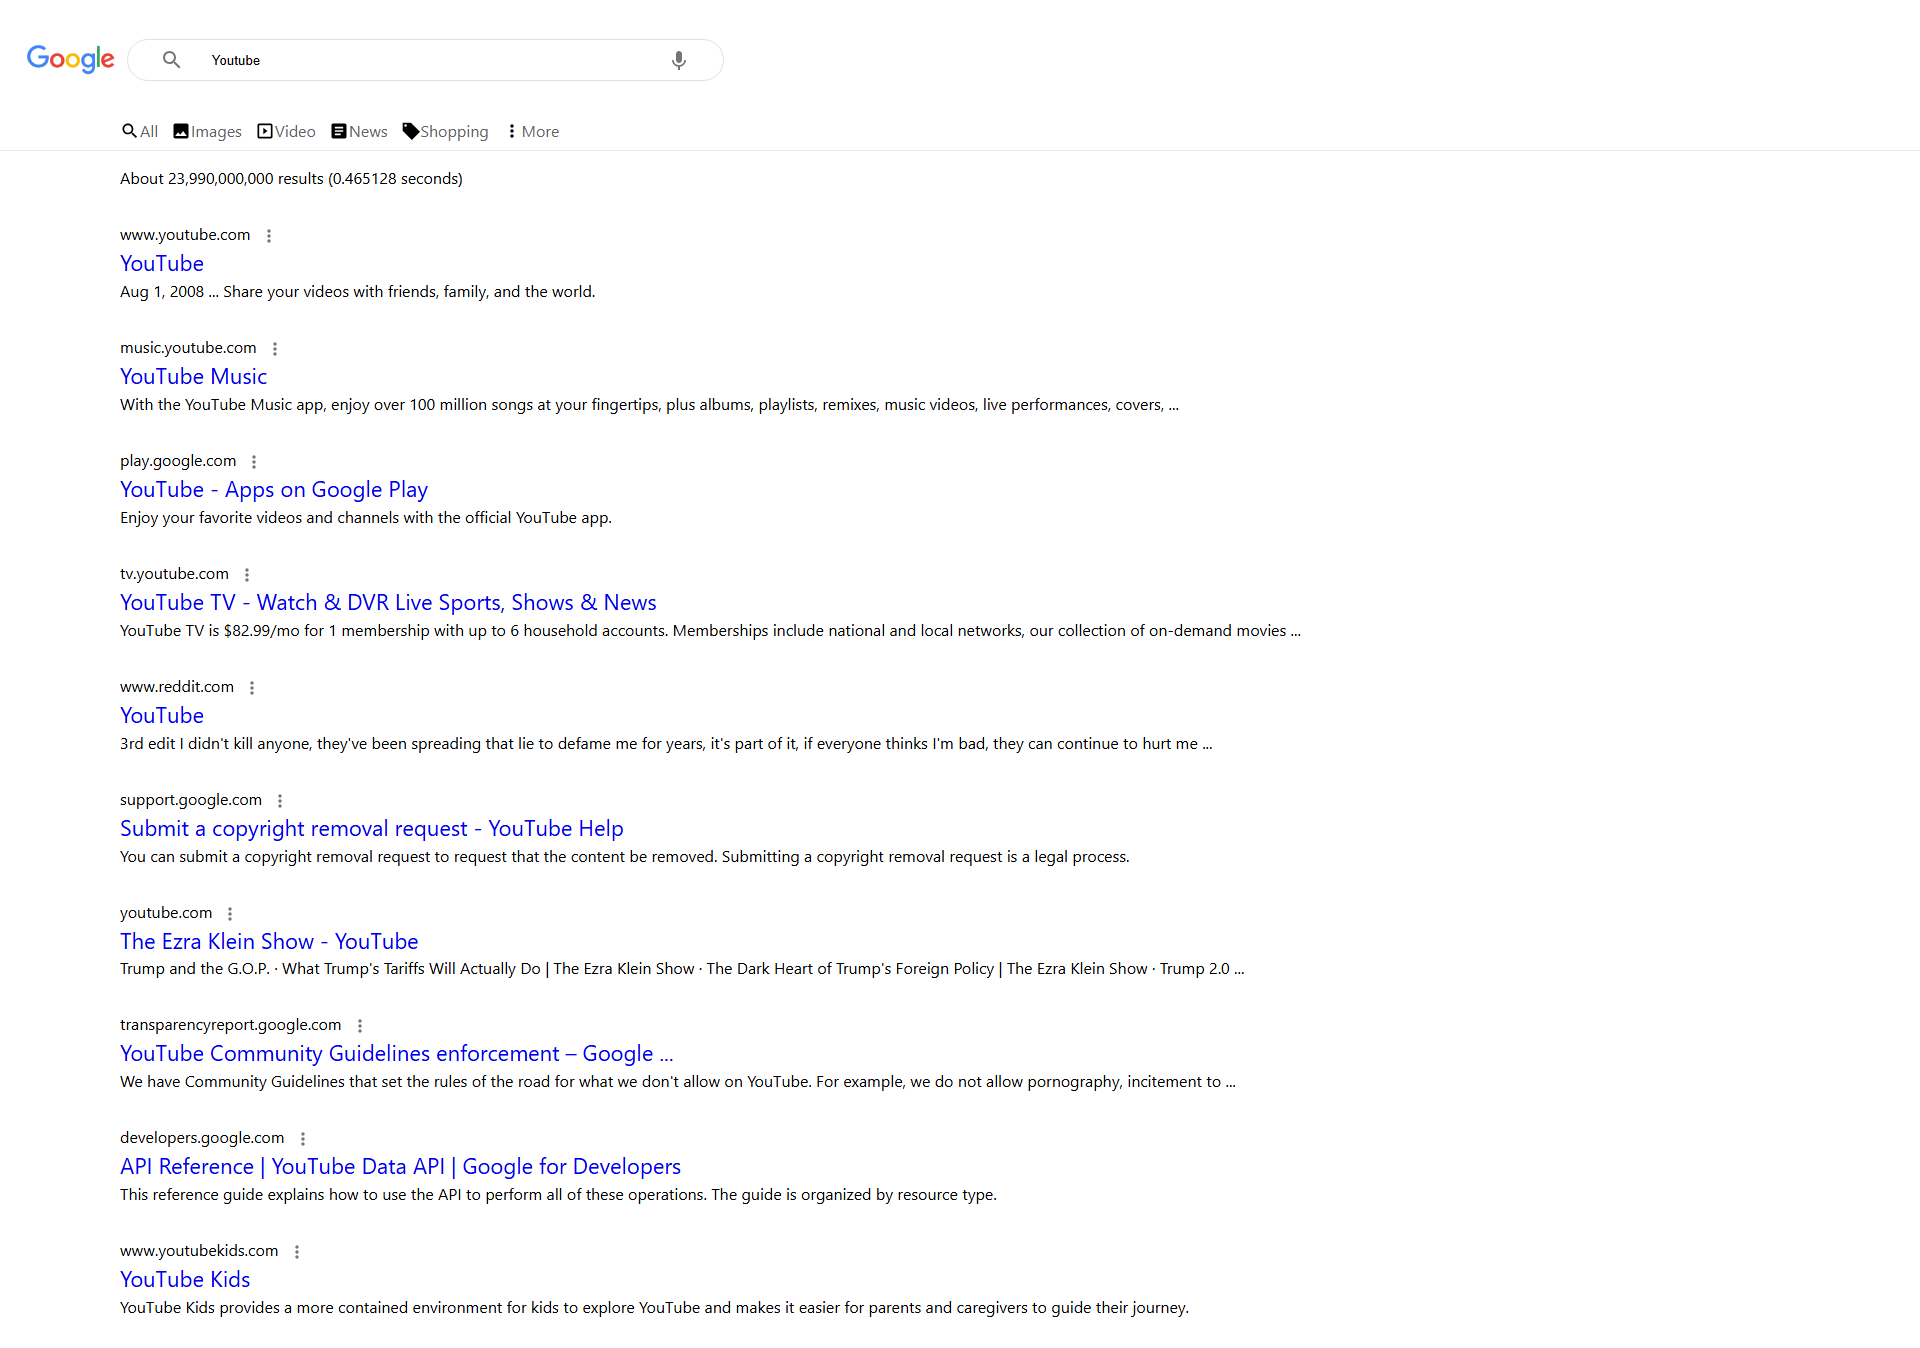 Google
Youtube
All Images Video News Shopping More
About 23,990,000,000 results (0.465128 seconds)
www.youtube.com
YouTube
Aug 1, 2008 ... Share your videos with friends, family, and the world.
music.youtube.com
YouTube Music
With the YouTube Music app, enjoy over 100 million songs at your fingertips, plus albums, playlists, remixes, music videos, live performances, covers, ...
play.google.com
YouTube - Apps on Google Play
Enjoy your favorite videos and channels with the official YouTube app.
tv.youtube.com
YouTube TV - Watch & DVR Live Sports, Shows & News
YouTube TV is $82.99/mo for 1 membership with up to 6 household accounts. Memberships include national and local networks, our collection of on-demand movies ...
www.reddit.com
YouTube
3rd edit I didn't kill anyone, they've been spreading that lie to defame me for years, it's part of it, if everyone thinks I'm bad, they can continue to hurt me ...
support.google.com
Submit a copyright removal request - YouTube Help
You can submit a copyright removal request to request that the content be removed. Submitting a copyright removal request is a legal process.
youtube.com
The Ezra Klein Show - YouTube
Trump and the G.O.P. · What Trump's Tariffs Will Actually Do | The Ezra Klein Show · The Dark Heart of Trump's Foreign Policy | The Ezra Klein Show · Trump 2.0 ...
transparencyreport.google.com
YouTube Community Guidelines enforcement – Google ...
We have Community Guidelines that set the rules of the road for what we don't allow on YouTube. For example, we do not allow pornography, incitement to ...
developers.google.com
API Reference | YouTube Data API | Google for Developers
This reference guide explains how to use the API to perform all of these operations. The guide is organized by resource type.
www.youtubekids.com
YouTube Kids
YouTube Kids provides a more contained environment for kids to explore YouTube and makes it easier for parents and caregivers to guide their journey.